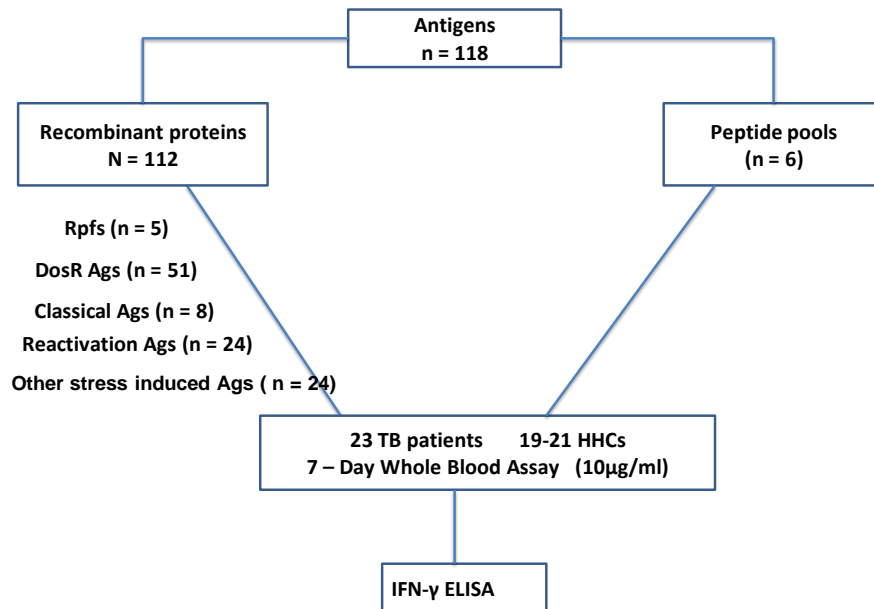 Antigens
n = 118
Recombinant proteins
N = 112
Peptide pools
(n = 6)
Rpfs (n = 5)
DosR Ags (n = 51)
Classical Ags (n = 8)
Reactivation Ags (n = 24)
Other stress induced Ags ( n = 24)
23 TB patients 19-21 HHCs
7 – Day Whole Blood Assay (10µg/ml)
IFN-γ ELISA